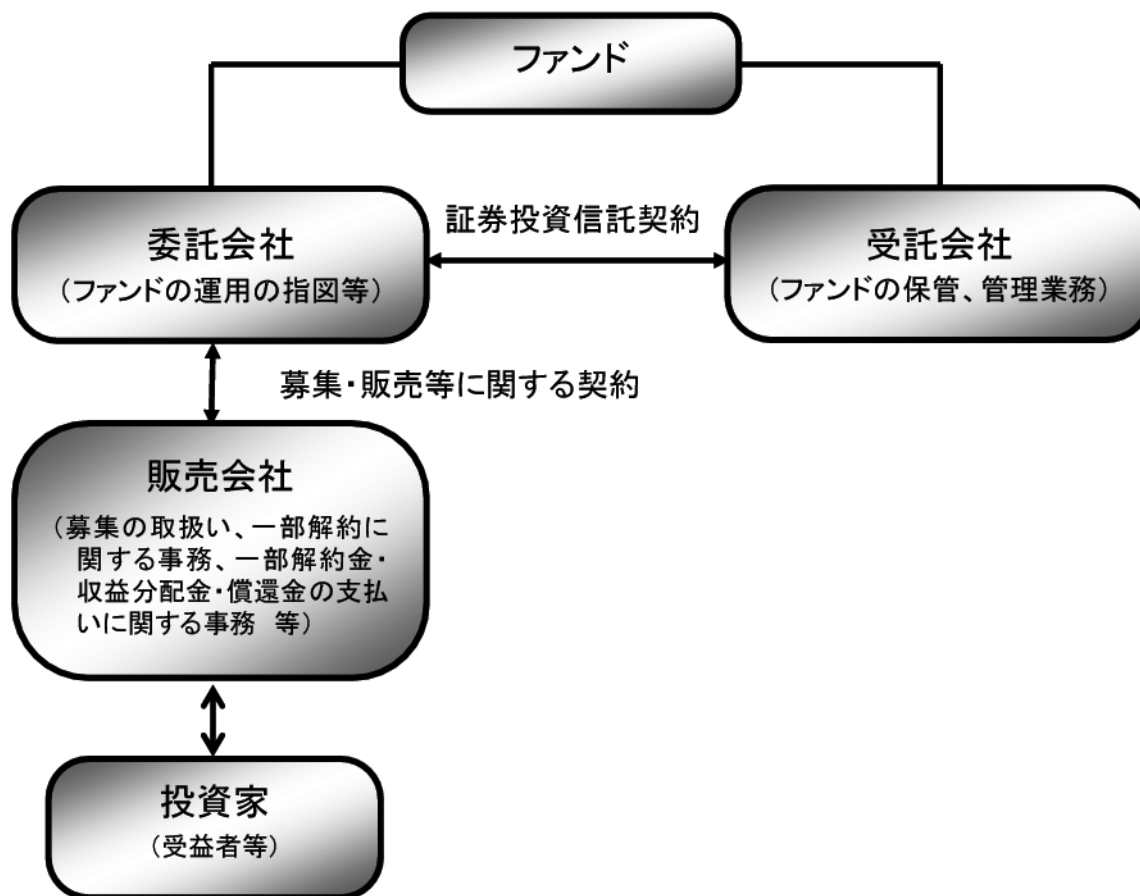 ファンド
委託会社
（ファンドの運用の指図等）
証券投資信託契約
受託会社
（ファンドの保管、管理業務）
募集・販売等に関する契約
販売会社
（募集の取扱い、一部解約に
関する事務、一部解約金・
収益分配金・償還金の支払
いに関する事務　等）
投資家
（受益者等）